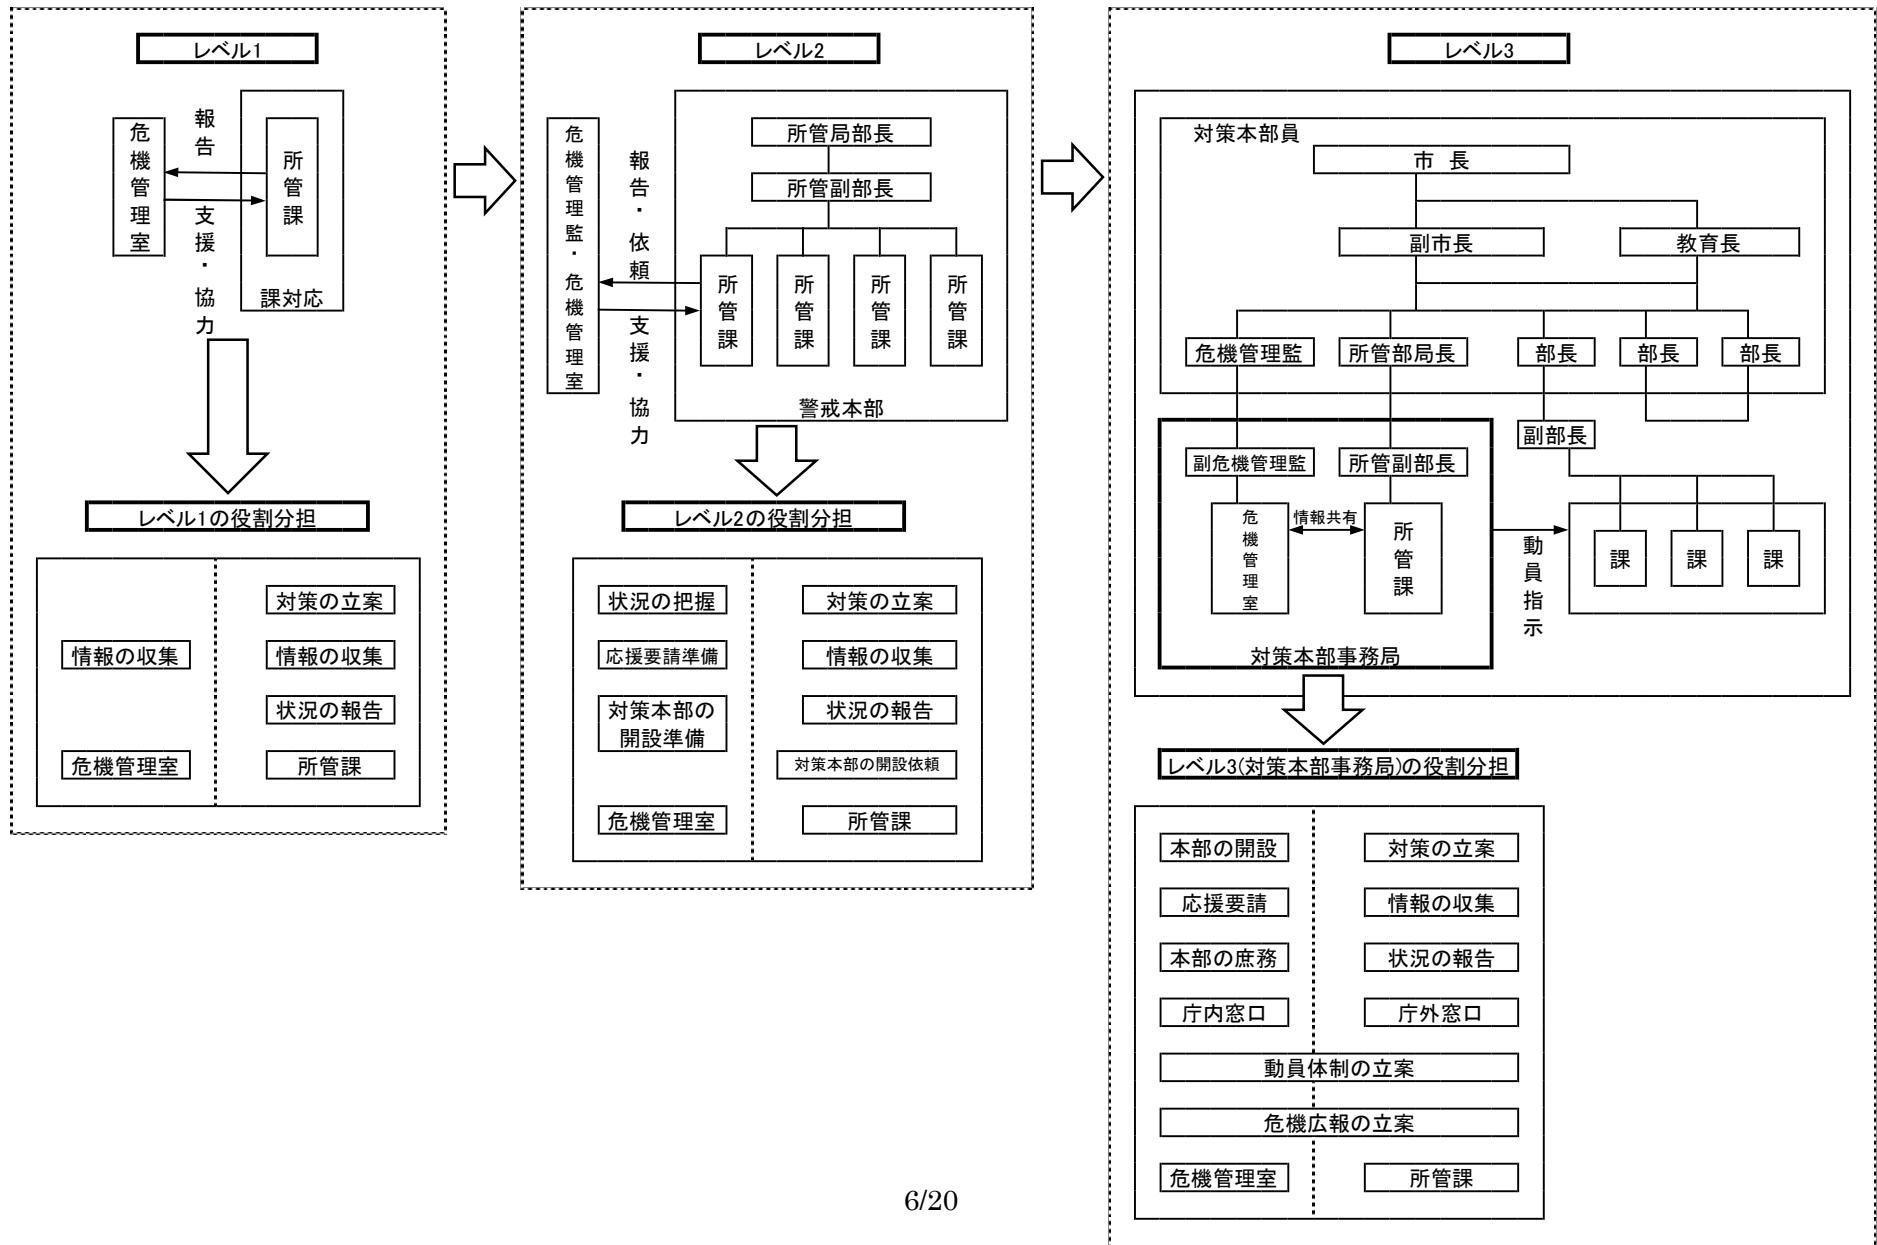 レベル1
危機管理室
報告
支援・協力
所管課
課対応
レベル1の役割分担
対策の立案
情報の収集
情報の収集
状況の報告
危機管理室
所管課
レベル2
危機管理監・危機管理室
報告・依頼
支援・協力
所管局部長
所管副部長
所管課
所管課
所管課
所管課
警戒本部
レベル2の役割分担
状況の把握
対策の立案
応援要請準備
情報の収集
対策本部の
開設準備
状況の報告
対策本部の開設依頼
危機管理室
所管課
レベル3
対策本部員
市 長
副市長
教育長
危機管理監
所管部局長
部長
部長
部長
副部長
副危機管理監
所管副部長
危機管理室
情報共有
所管課
対策本部事務局
動員指示
課
課
課
レベル3(対策本部事務局)の役割分担
本部の開設
対策の立案
応援要請
情報の収集
本部の庶務
状況の報告
庁内窓口
庁外窓口
動員体制の立案
危機広報の立案
危機管理室
所管課
6/20